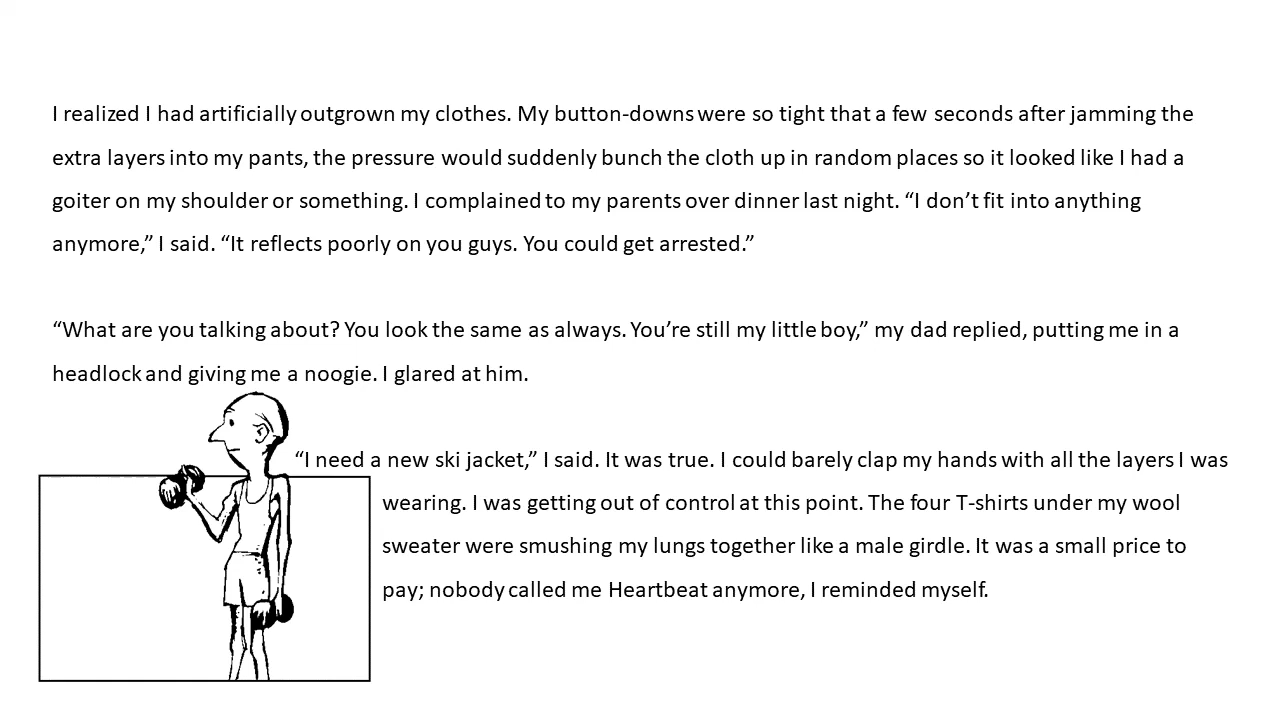 I realized I had artificially outgrown my clothes. My button-downs were so tight that a few seconds after jamming the
extra layers into my pants, the pressure would suddenly bunch the cloth up in random places so it looked like I had a
goiter on my shoulder or something. I complained to my parents over dinner last night. “I don’t fit into anything
anymore,” I said. “It reflects poorly on you guys. You could get arrested.”
“What are you talking about? You look the same as always. You’re still my little boy,” my dad replied, putting me in a
headlock and giving me a noogie. I glared at him.
“I need a new ski jacket,” I said. It was true. I could barely clap my hands with all the layers I was
wearing. I was getting out of control at this point. The four T-shirts under my wool
sweater were smushing my lungs together like a male girdle. It was a small price to
pay; nobody called me Heartbeat anymore, I reminded myself.